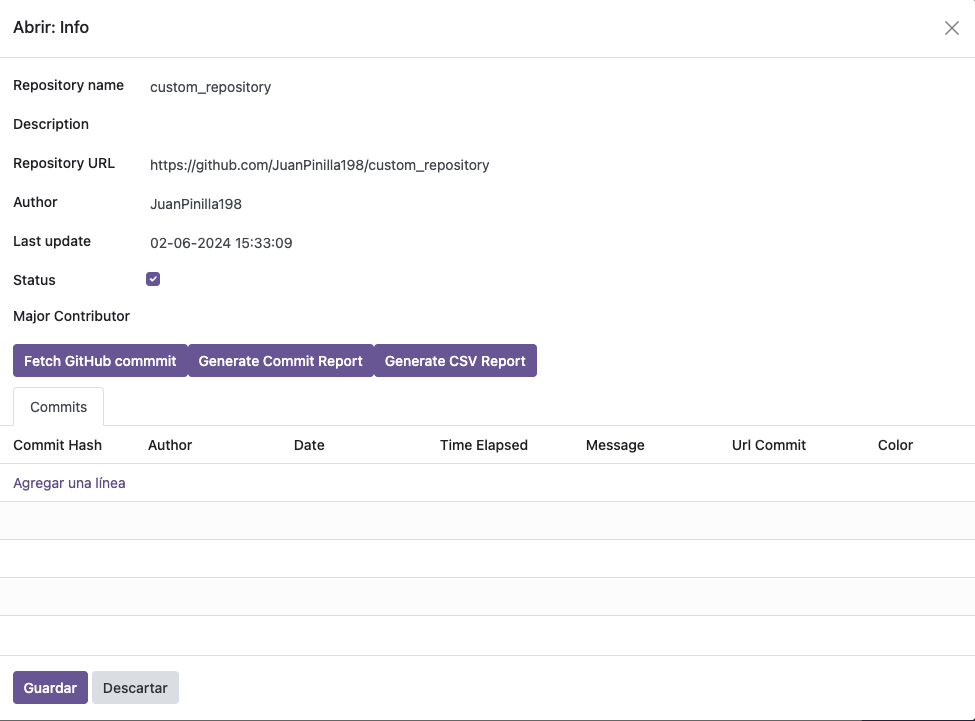 Abrir: Info
Repository name custom_repository
Description
Repository URL https://github.com/JuanPinilla198/custom_repository
Author JuanPinilla198
Last update 02-06-2024 15:33:09
Status
Major Contributor
Fetch GitHub commmit Generate Commit Report Generate CSV Report
Commits
Commit Hash Author Date Time Elapsed Message Url Commit Color
Agregar una línea
Guardar Descartar